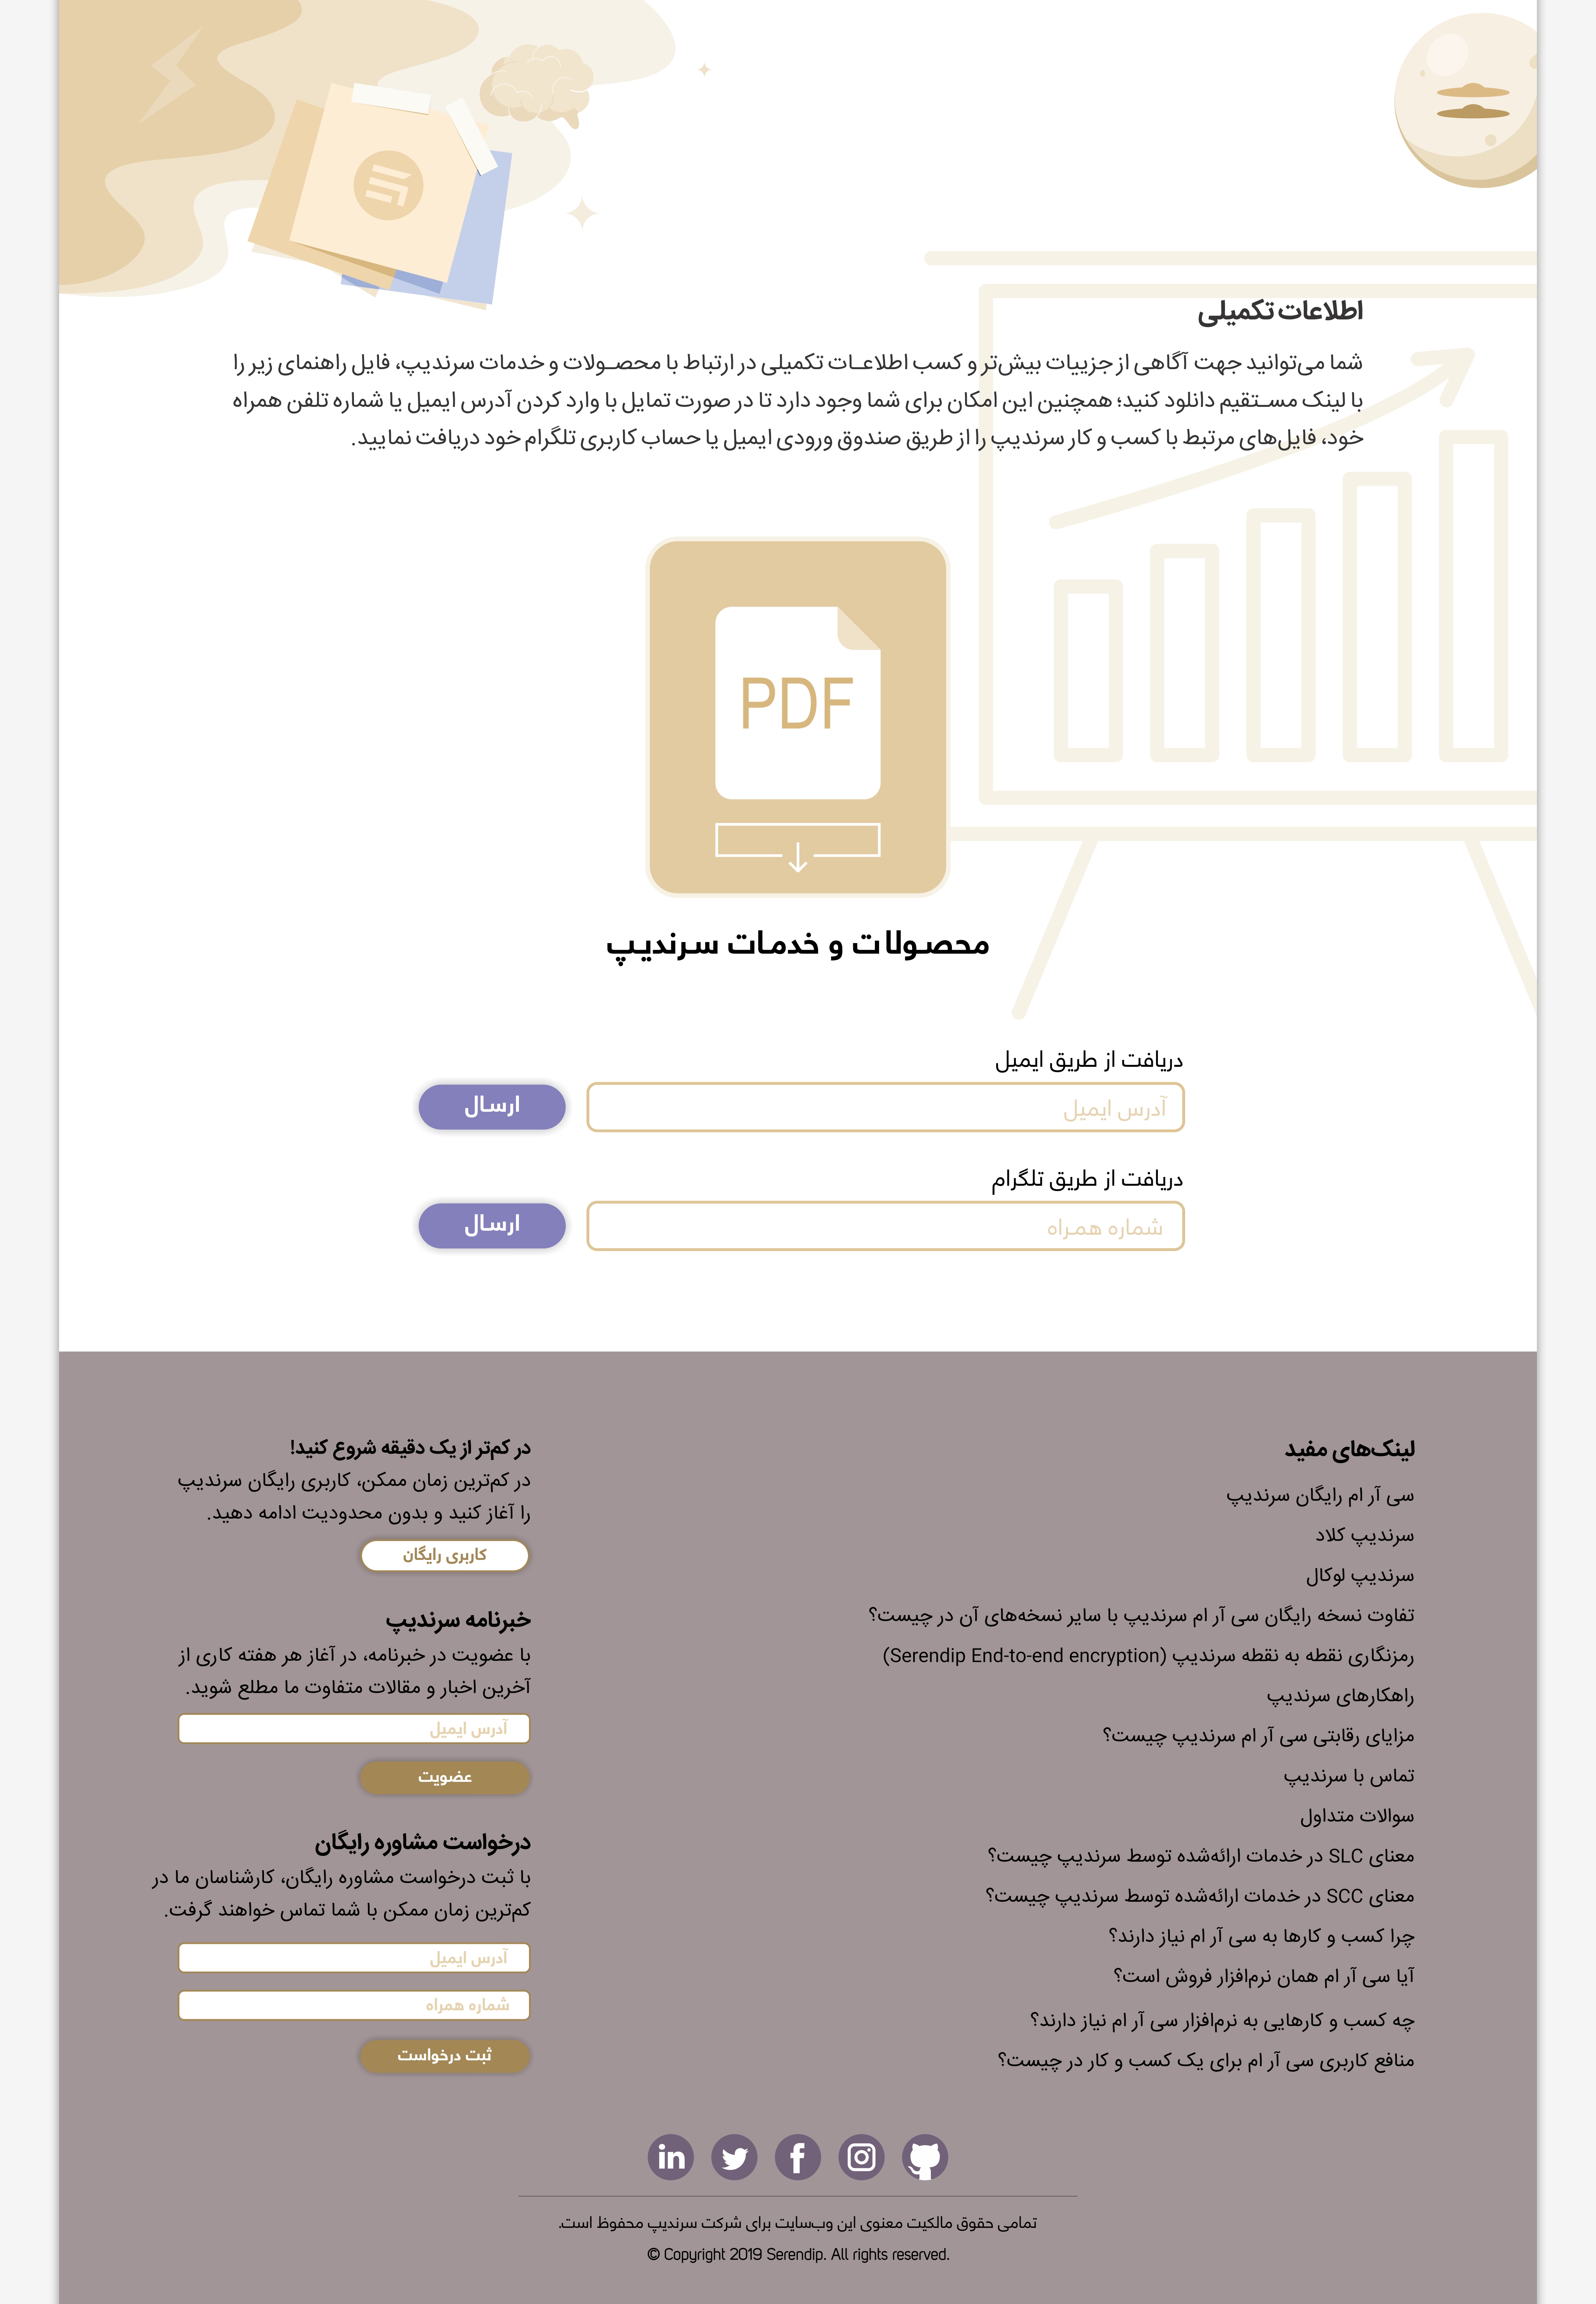 اطلاعات تکمیلی
شما می‌توانید جهت آگاهی از جزییات بیش‌تر و کسب اطلاعـات تکمیلی در ارتباط با محصـولات و خدمات سرندیپ، فایل راهنمای زیر را
با لینک مسـتقیم دانلود کنید؛ همچنین این امکان برای شما وجود دارد تا در صورت تمایل با وارد کردن آدرس ایمیل یا شماره تلفن همراه
خود، فایل‌های مرتبط با کسب و کار سرندیپ را از طریق صندوق ورودی ایمیل یا حساب کاربری تلگرام خود دریافت نمایید.
PDF
محصـولات و خدمـات سـرندیـپ
دریافت از طریق ایمیل
آدرس ایمیل
ارسـال
دریافت از طریق تلگرام
شماره همـراه
ارسـال
لینک‌های مفید
سی آر ام رایگان سرندیپ
سرندیپ کلاد
سرندیپ لوکال
تفاوت نسخه رایگان سی آر ام سرندیپ با سایر نسخه‌های آن در چیست؟
رمزنگاری نقطه به نقطه سرندیپ (Serendip End-to-end encryption)
راهکارهای سرندیپ
مزایای رقابتی سی آر ام سرندیپ چیست؟
تماس با سرندیپ
سوالات متداول
معنای SLC در خدمات ارائه‌شده توسط سرندیپ چیست؟
معنای SCC در خدمات ارائه‌شده توسط سرندیپ چیست؟
چرا کسب و کارها به سی آر ام نیاز دارند؟
آیا سی آر ام همان نرم‌افزار فروش است؟
چه کسب و کارهایی به نرم‌افزار سی آر ام نیاز دارند؟
منافع کاربری سی آر ام برای یک کسب و کار در چیست؟
در کم‌تر از یک دقیقه شروع کنید!
در کم‌ترین زمان ممکن، کاربری رایگان سرندیپ
را آغاز کنید و بدون محدودیت ادامه دهید.
کاربری رایگان
خبرنامه سرندیپ
با عضویت در خبرنامه، در آغاز هر هفته کاری از
آخرین اخبار و مقالات متفاوت ما مطلع شوید.
آدرس ایمیل
عضویت
درخواست مشاوره رایگان
با ثبت درخواست مشاوره رایگان، کارشناسان ما در
کم‌ترین زمان ممکن با شما تماس خواهند گرفت.
آدرس ایمیل
شماره همراه
ثبت درخواست
تمامی حقوق مالکیت معنوی این وب‌سایت برای شرکت سرندیپ محفوظ است.
© Copyright 2019 Serendip. All rights reserved.